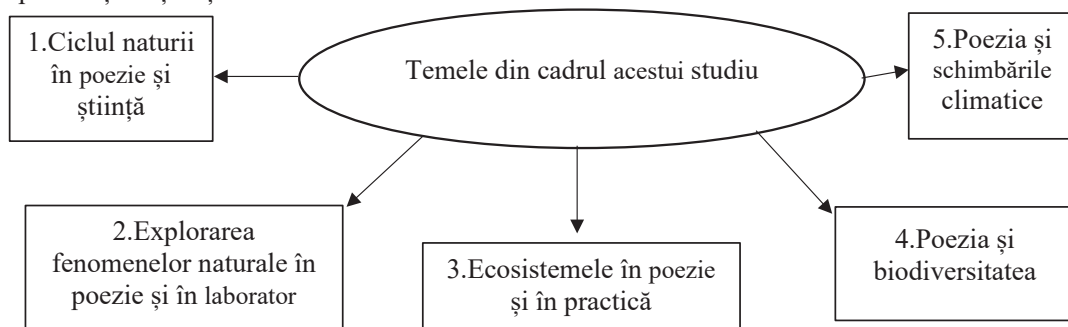 Temele din cadrul acestui studiu
1.Ciclul naturii
în poezie și
știință
2.Explorarea
fenomenelor naturale în
poezie și în laborator
3.Ecosistemele în poezie
și în practică
4.Poezia și
biodiversitatea
5.Poezia și
schimbările
climatice